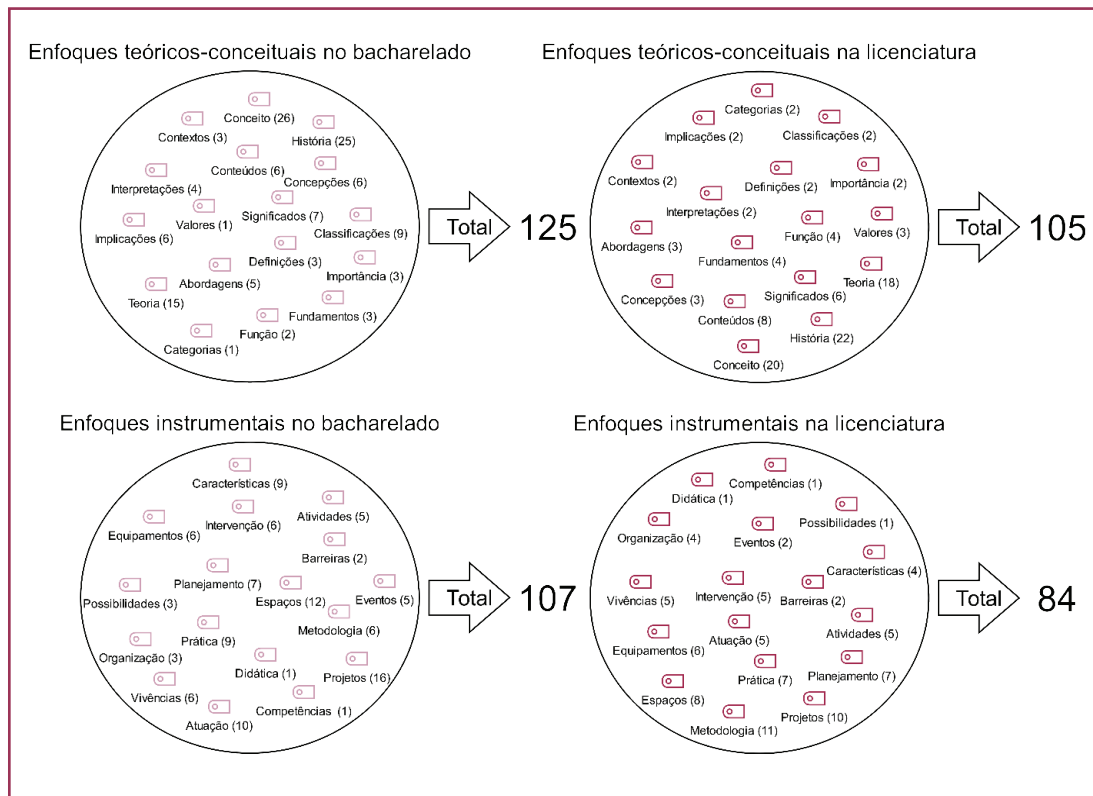 Enfoques teóricos-conceituais no bacharelado
Conceito (26)
Contextos (3)
História (25)
Conteúdos (6)
Concepções (6)
Interpretações (4)
Valores (1)
Significados (7)
Implicações (6)
Classificações (9)
Definições (3)
Importância (3)
Abordagens (5)
Teoria (15)
Fundamentos (3)
Função (2)
Categorias (1)
Total
125
Enfoques teóricos-conceituais na licenciatura
Categorias (2)
Implicações (2)
Classificações (2)
Contextos (2)
Definições (2)
Importância (2)
Interpretações (2)
Função (4)
Valores (3)
Abordagens (3)
Fundamentos (4)
Teoria (18)
Concepções (3)
Significados (6)
Conteúdos (8)
História (22)
Conceito (20)
Total
105
Enfoques instrumentais no bacharelado
Características (9)
Atividades (5)
Intervenção (6)
Equipamentos (6)
Barreiras (2)
Planejamento (7)
Possibilidades (3)
Espaços (12)
Eventos (5)
Metodologia (6)
Prática (9)
Organização (3)
Didática (1)
Projetos (16)
Vivências (6)
Competências (1)
Atuação (10)
Total
107
Enfoques instrumentais na licenciatura
Competências (1)
Didática (1)
Possibilidades (1)
Organização (4)
Eventos (2)
Características (4)
Vivências (5)
Intervenção (5)
Barreiras (2)
Atividades (5)
Atuação (5)
Equipamentos (6)
Planejamento (7)
Prática (7)
Espaços (8)
Projetos (10)
Metodologia (11)
Total
84